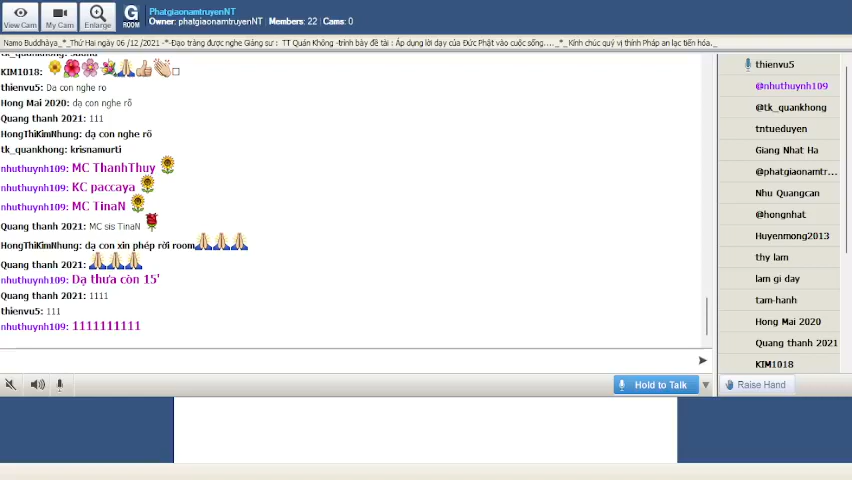 View Cam
My Cam
Enlarge
G
ROOM
PhatgiaonamtruyenNT
Owner: phatgiaonamtruyenNT | Members: 22 | Cams: 0
Namo Buddhàya_*_Thứ Hai ngày 06 /12 /2021 -*-Đạo tràng được nghe Giảng sư : TT Quán Không -trình bày đề tài : Áp dụng lời dạy của Đức Phật vào cuộc sống...._*_ Kính chúc quý vị thính Pháp an lạc tiến hóa._
KIM1018:
thienvu5: Dạ con nghe ro
Hong Mai 2020: dạ con nghe rõ
Quang thanh 2021: 111
HongThiKimNhung: dạ con nghe rõ
tk_quankhong: krisnamurti
nhuthuynh109: MC ThanhThuy
nhuthuynh109: KC paccaya
nhuthuynh109: MC TinaN
Quang thanh 2021: MC sis TinaN
HongThiKimNhung: dạ con xin phép rời room
Quang thanh 2021:
nhuthuynh109: Dạ thưa còn 15'
Quang thanh 2021: 1111
thienvu5: 111
nhuthuynh109: 1111111111
Hold to Talk
thienvu5
@nhuthuynh109
@tk_quankhong
tntueduyen
Giang Nhat Ha
@phatgiaonamtr...
Nhu Quangcan
@hongnhat
Huyenmong2013
thy lam
lam gi day
tam-hanh
Hong Mai 2020
Quang thanh 2021
KIM1018
Raise Hand